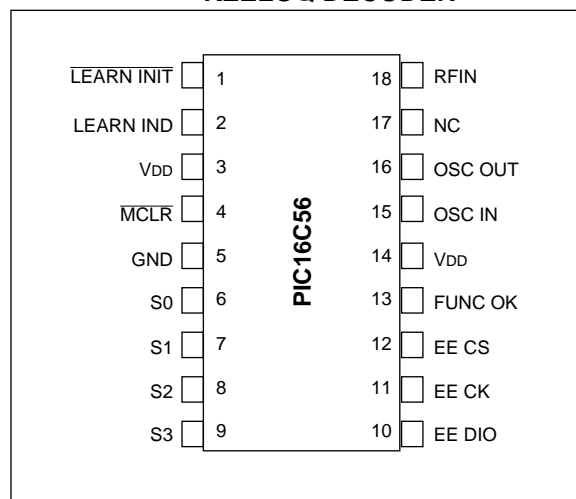 LEARN INIT 1 18 RFIN
LEARN IND 2 17 NC
VDD 3 16 OSC OUT
MCLR 4 15 OSC IN
GND 5 14 VDD
S0 6 13 FUNC OK
S1 7 12 EE CS
S2 8 11 EE CK
S3 9 10 EE DIO
PIC16C56